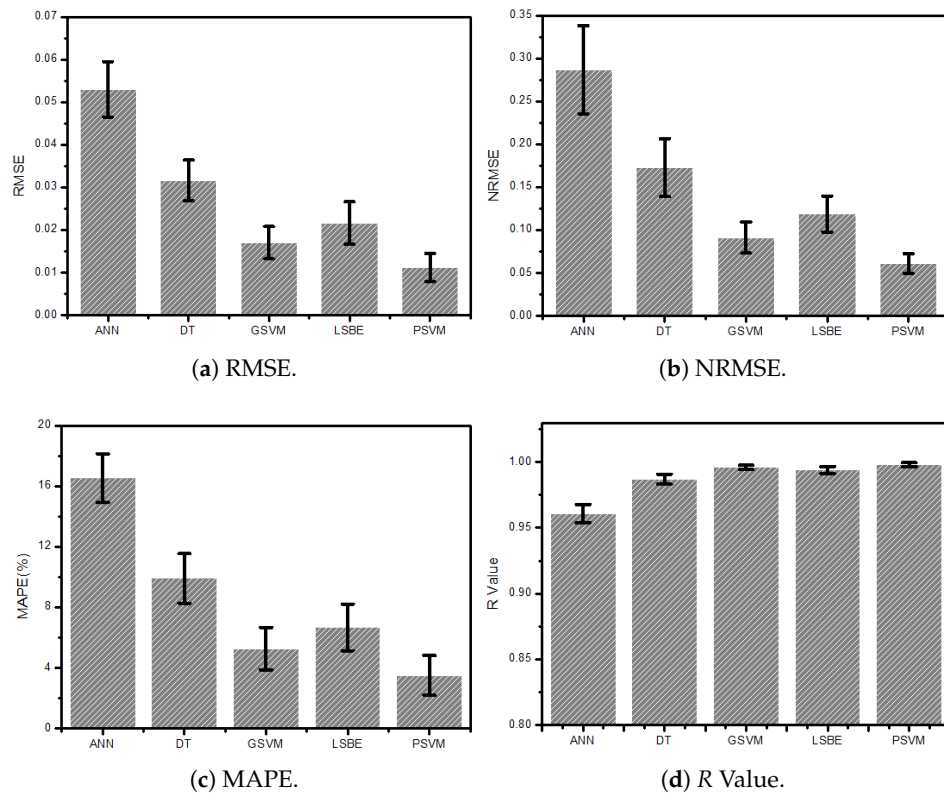 0.07
0.06
0.05
0.04
0.03
0.02
0.01
0.00
RMSE
ANN DT GSVM LSBE PSVM
(a) RMSE.
0.35
0.30
0.25
0.20
0.15
0.10
0.05
0.00
NRMSE
ANN DT GSVM LSBE PSVM
(b) NRMSE.
20
16
12
8
4
0
MAPE(%)
ANN DT GSVM LSBE PSVM
(c) MAPE.
1.00
0.95
0.90
0.85
0.80
R Value
ANN DT GSVM LSBE PSVM
(d) R Value.